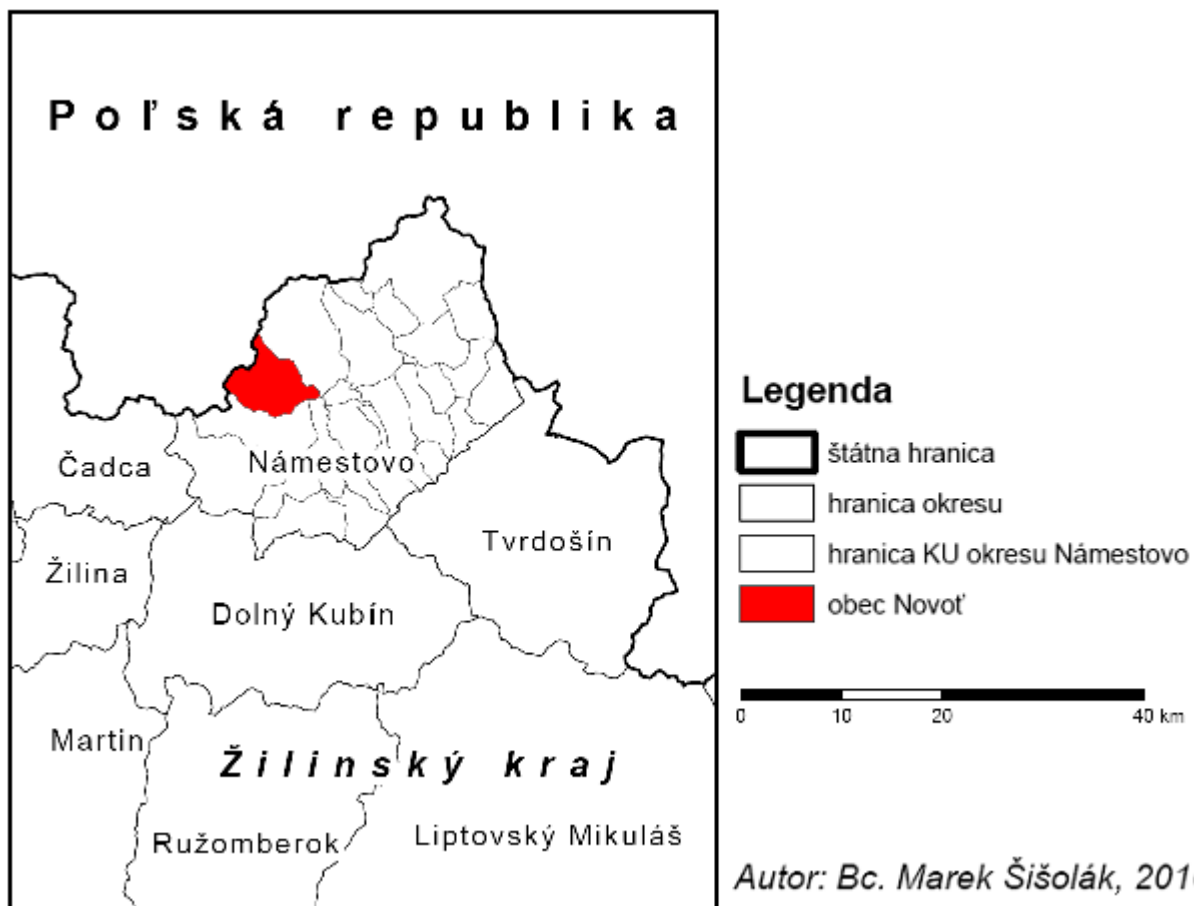 Poľská republika
Čadca
Námestovo
Žilina
Tvrdošín
Dolný Kubín
Martin
Žilinský kraj
Ružomberok
Liptovský Mikuláš
Legenda
štátna hranica
hranica okresu
hranica KU okresu Námestovo
obec Novoť
0 10 20 40 km
Autor: Bc. Marek Šišolák,